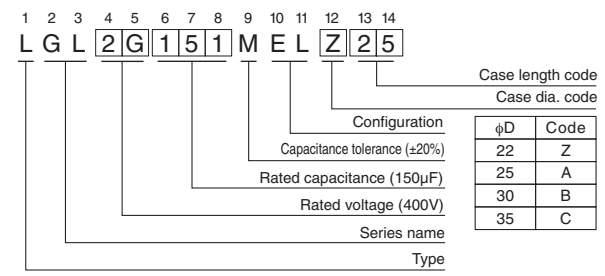 1 2 3 4 5 6 7 8 9 10 11 12 13 14
L G L 2 G 1 5 1 M E L Z 2 5
Case length code
Case dia. code
Configuration
Capacitance tolerance (±20%)
Rated capacitance (150µF)
Rated voltage (400V)
Series name
Type
φD Code
22 Z
25 A
30 B
35 C